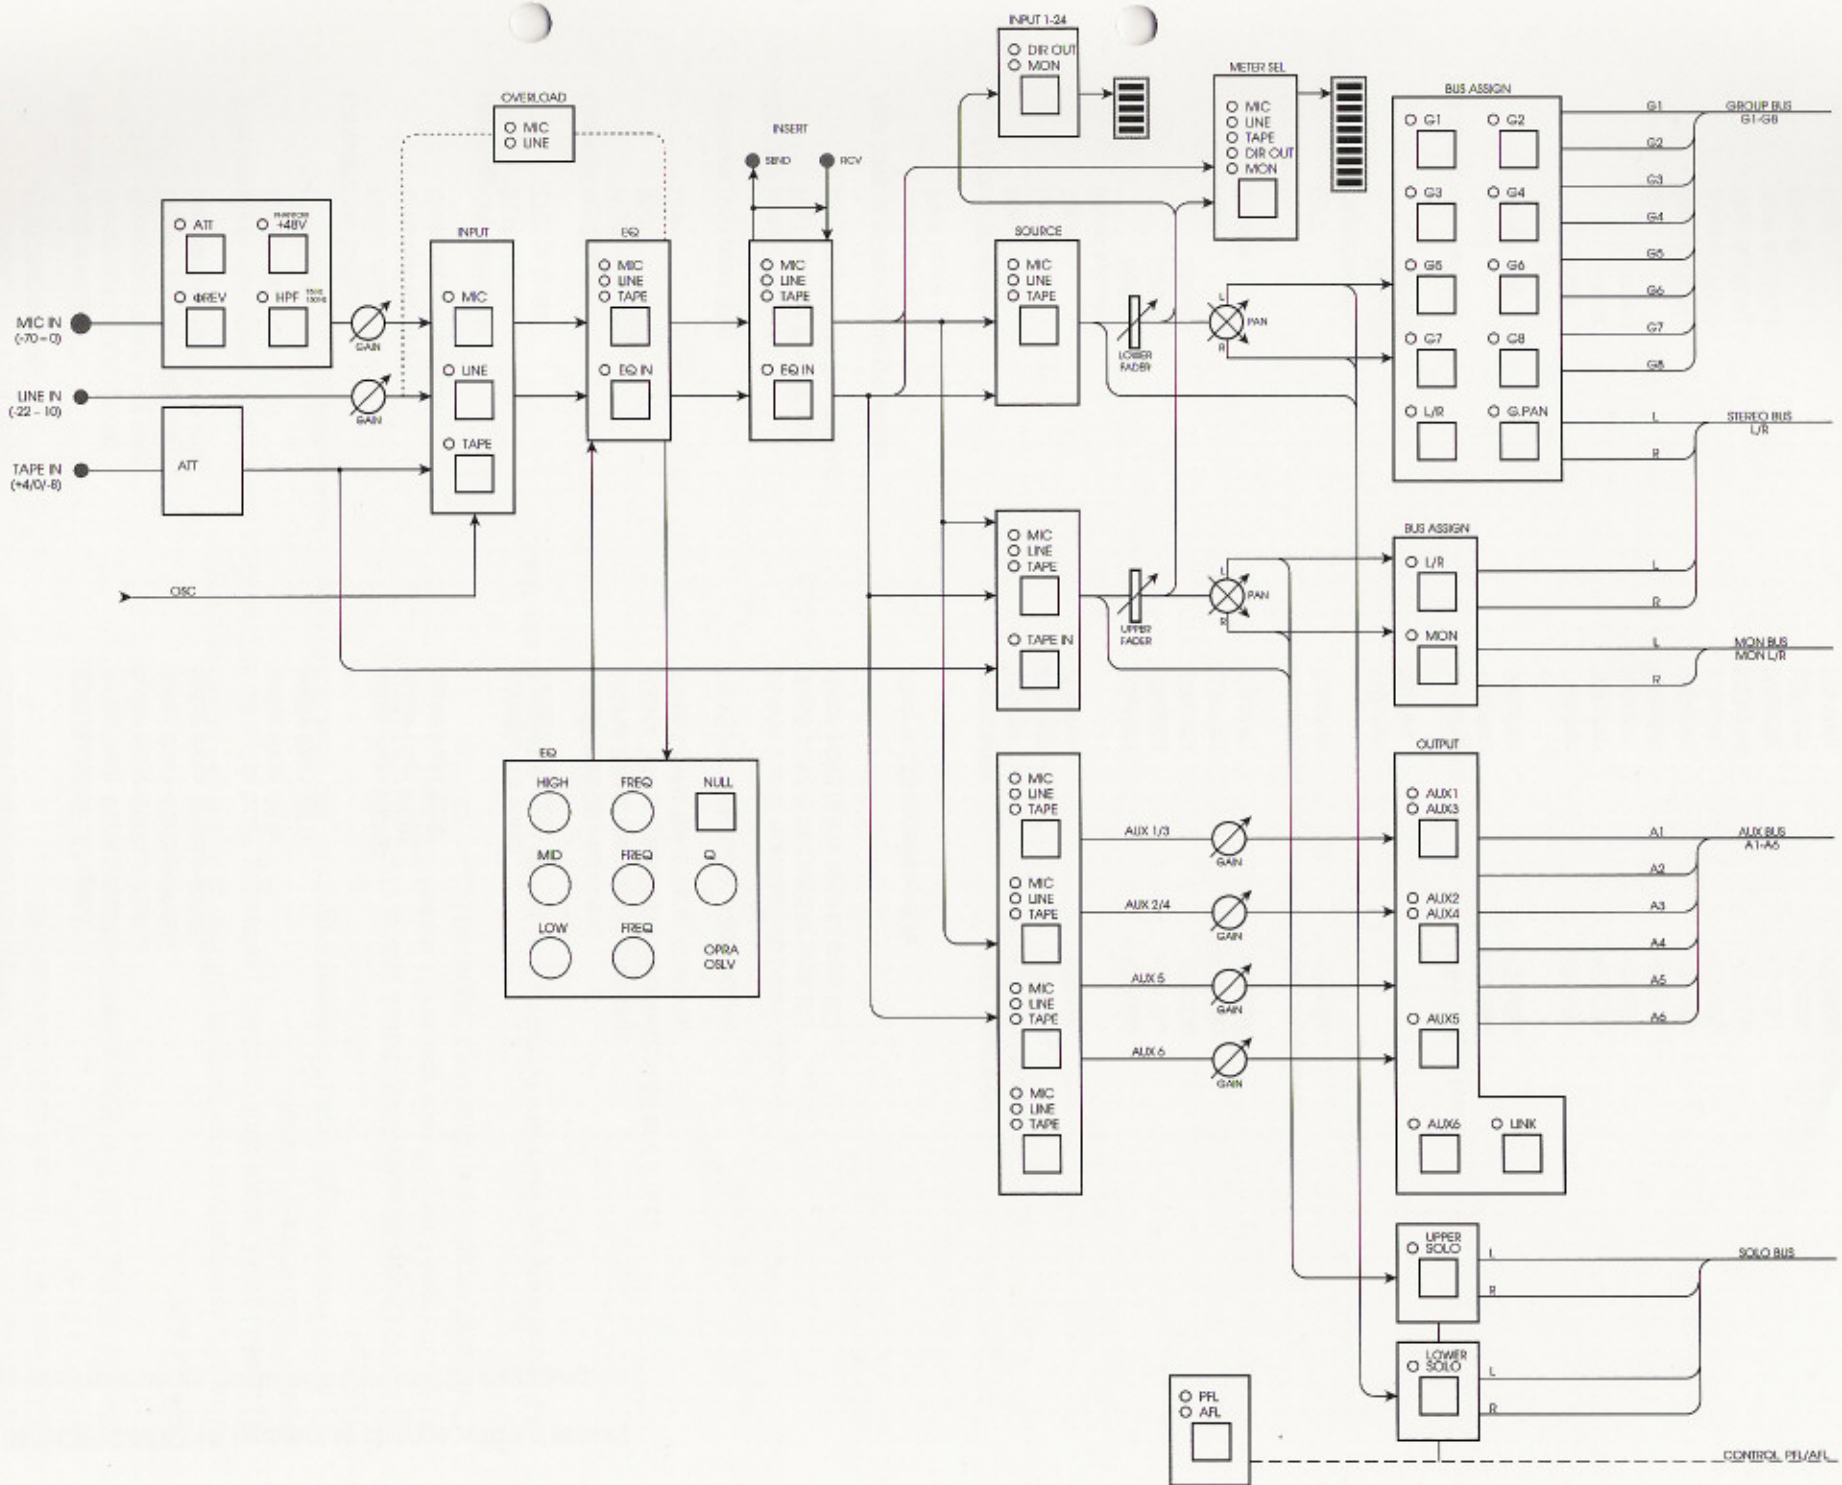 INPUT 1-24
DIR OUT
MON
METER SEL
MIC
LINE
TAPE
DIR OUT
MON
BUS ASSIGN
G1
G2
G3
G4
G5
G6
G7
G8
L/R
G.PAN
G1
G2
G3
G4
G5
G6
G7
G8
GROUP BUS
G1-G8
L
R
STEREO BUS
L/R
OVERLOAD
MIC
LINE
INSERT
SEND
RCV
ATT
PHANTOM
+48V
ΦREV
HPF
MIC IN
(-70 – 0)
GAIN
LINE IN
(-22 – 10)
GAIN
TAPE IN
(+4/0/-8)
ATT
OSC
INPUT
MIC
LINE
TAPE
EQ
MIC
LINE
TAPE
EQ IN
MIC
LINE
TAPE
EQ IN
SOURCE
MIC
LINE
TAPE
LOWER
FADER
L
PAN
R
MIC
LINE
TAPE
TAPE IN
UPPER
FADER
L
PAN
R
BUS ASSIGN
L/R
MON
L
R
L
R
MON BUS
MON L/R
EQ
HIGH
FREQ
NULL
MID
FREQ
Q
LOW
FREQ
OPRA
OSLV
MIC
LINE
TAPE
MIC
LINE
TAPE
MIC
LINE
TAPE
MIC
LINE
TAPE
AUX 1/3
GAIN
AUX 2/4
GAIN
AUX 5
GAIN
AUX 6
GAIN
OUTPUT
AUX1
AUX3
AUX2
AUX4
AUX5
AUX6
LINK
A1
A2
A3
A4
A5
A6
AUX BUS
A1-A6
UPPER
SOLO
L
R
SOLO BUS
LOWER
SOLO
L
R
PFL
AFL
CONTROL PFL/AFL